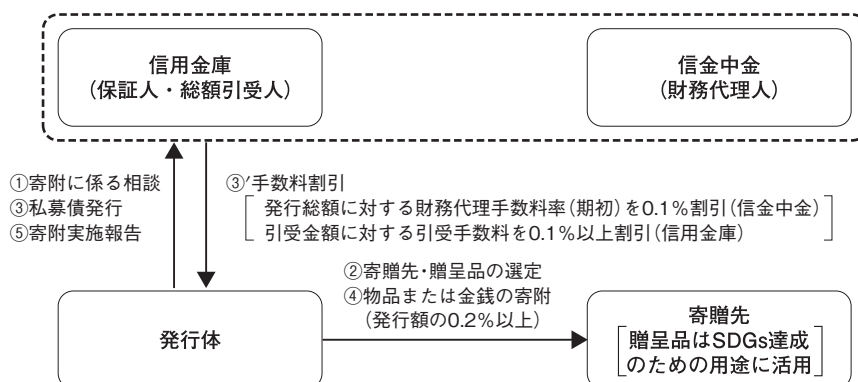 信用金庫
（保証人・総額引受人）
信金中金
（財務代理人）
①寄附に係る相談
③私募債発行
⑤寄附実施報告
③′手数料割引
発行総額に対する財務代理手数料率（期初）を0.1％割引（信金中金）
引受金額に対する引受手数料を0.1％以上割引（信用金庫）
②寄贈先・贈呈品の選定
④物品または金銭の寄附
（発行額の0.2％以上）
発行体
寄贈先
贈呈品はSDGs達成
のための用途に活用